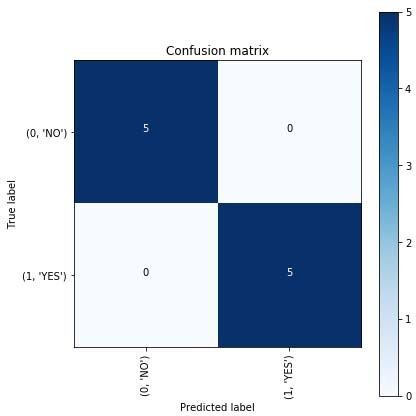 Confusion matrix
5
(0, 'NO')
5
0
4
3
True label
2
(1, 'YES')
0
5
1
0
(0, 'NO')
(1, 'YES')
Predicted label